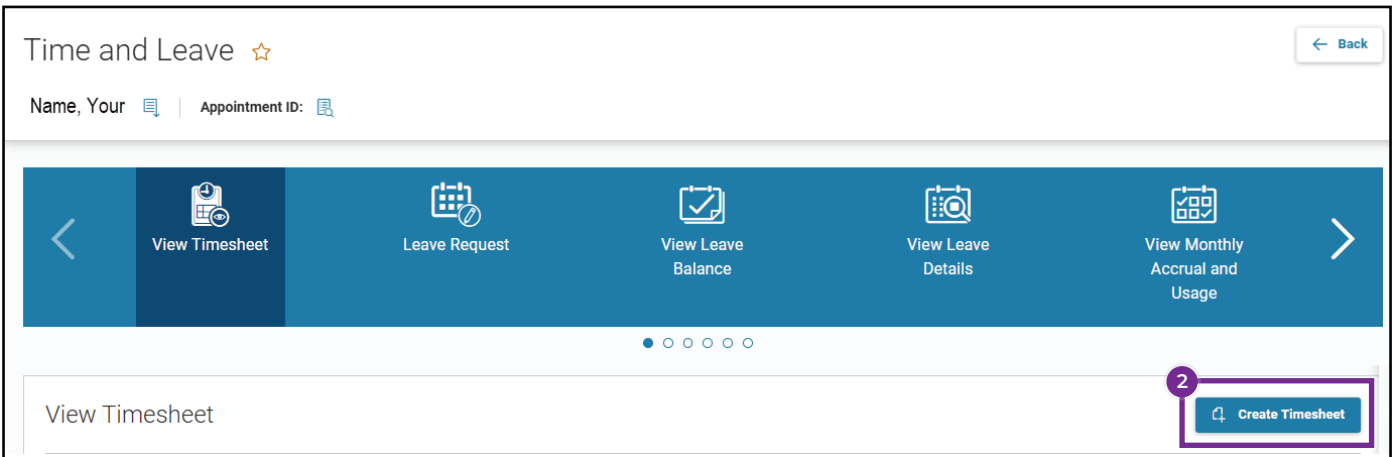 Time and Leave
Back
Name, Your
Appointment ID:
View Timesheet
Leave Request
View Leave
Balance
View Leave
Details
View Monthly
Accrual and
Usage
2
View Timesheet
Create Timesheet